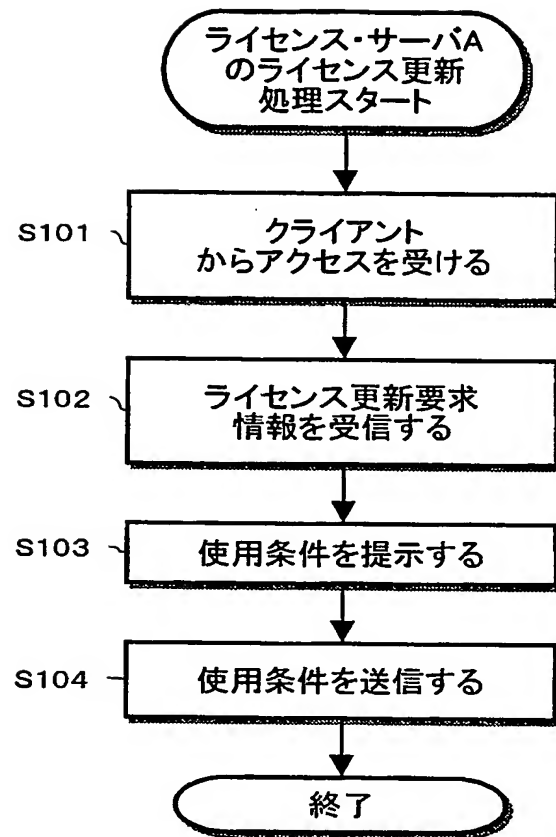 ライセンス・サーバA
のライセンス更新
処理スタート
S101
クライアント
からアクセスを受ける
S102
ライセンス更新要求
情報を受信する
S103
使用条件を提示する
S104
使用条件を送信する
終了